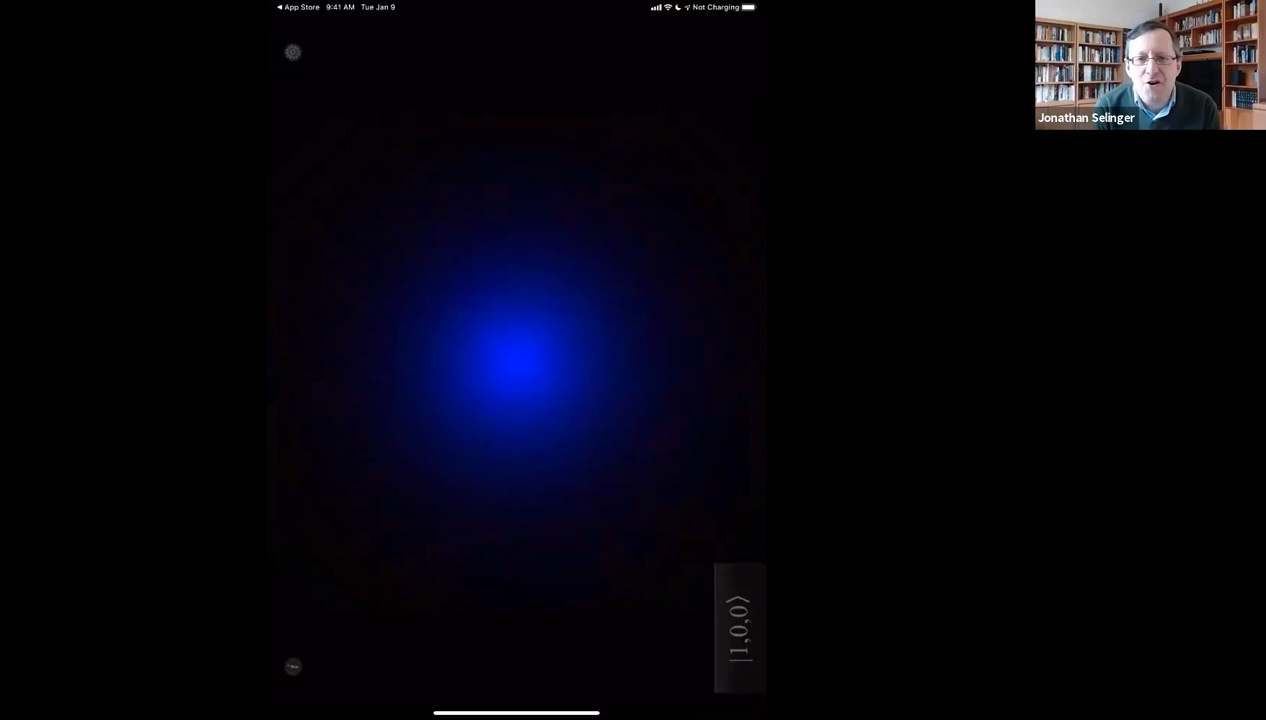 App Store 9:41 AM Tue Jan 9
Not Charging
Jonathan Selinger
|1,0,0⟩